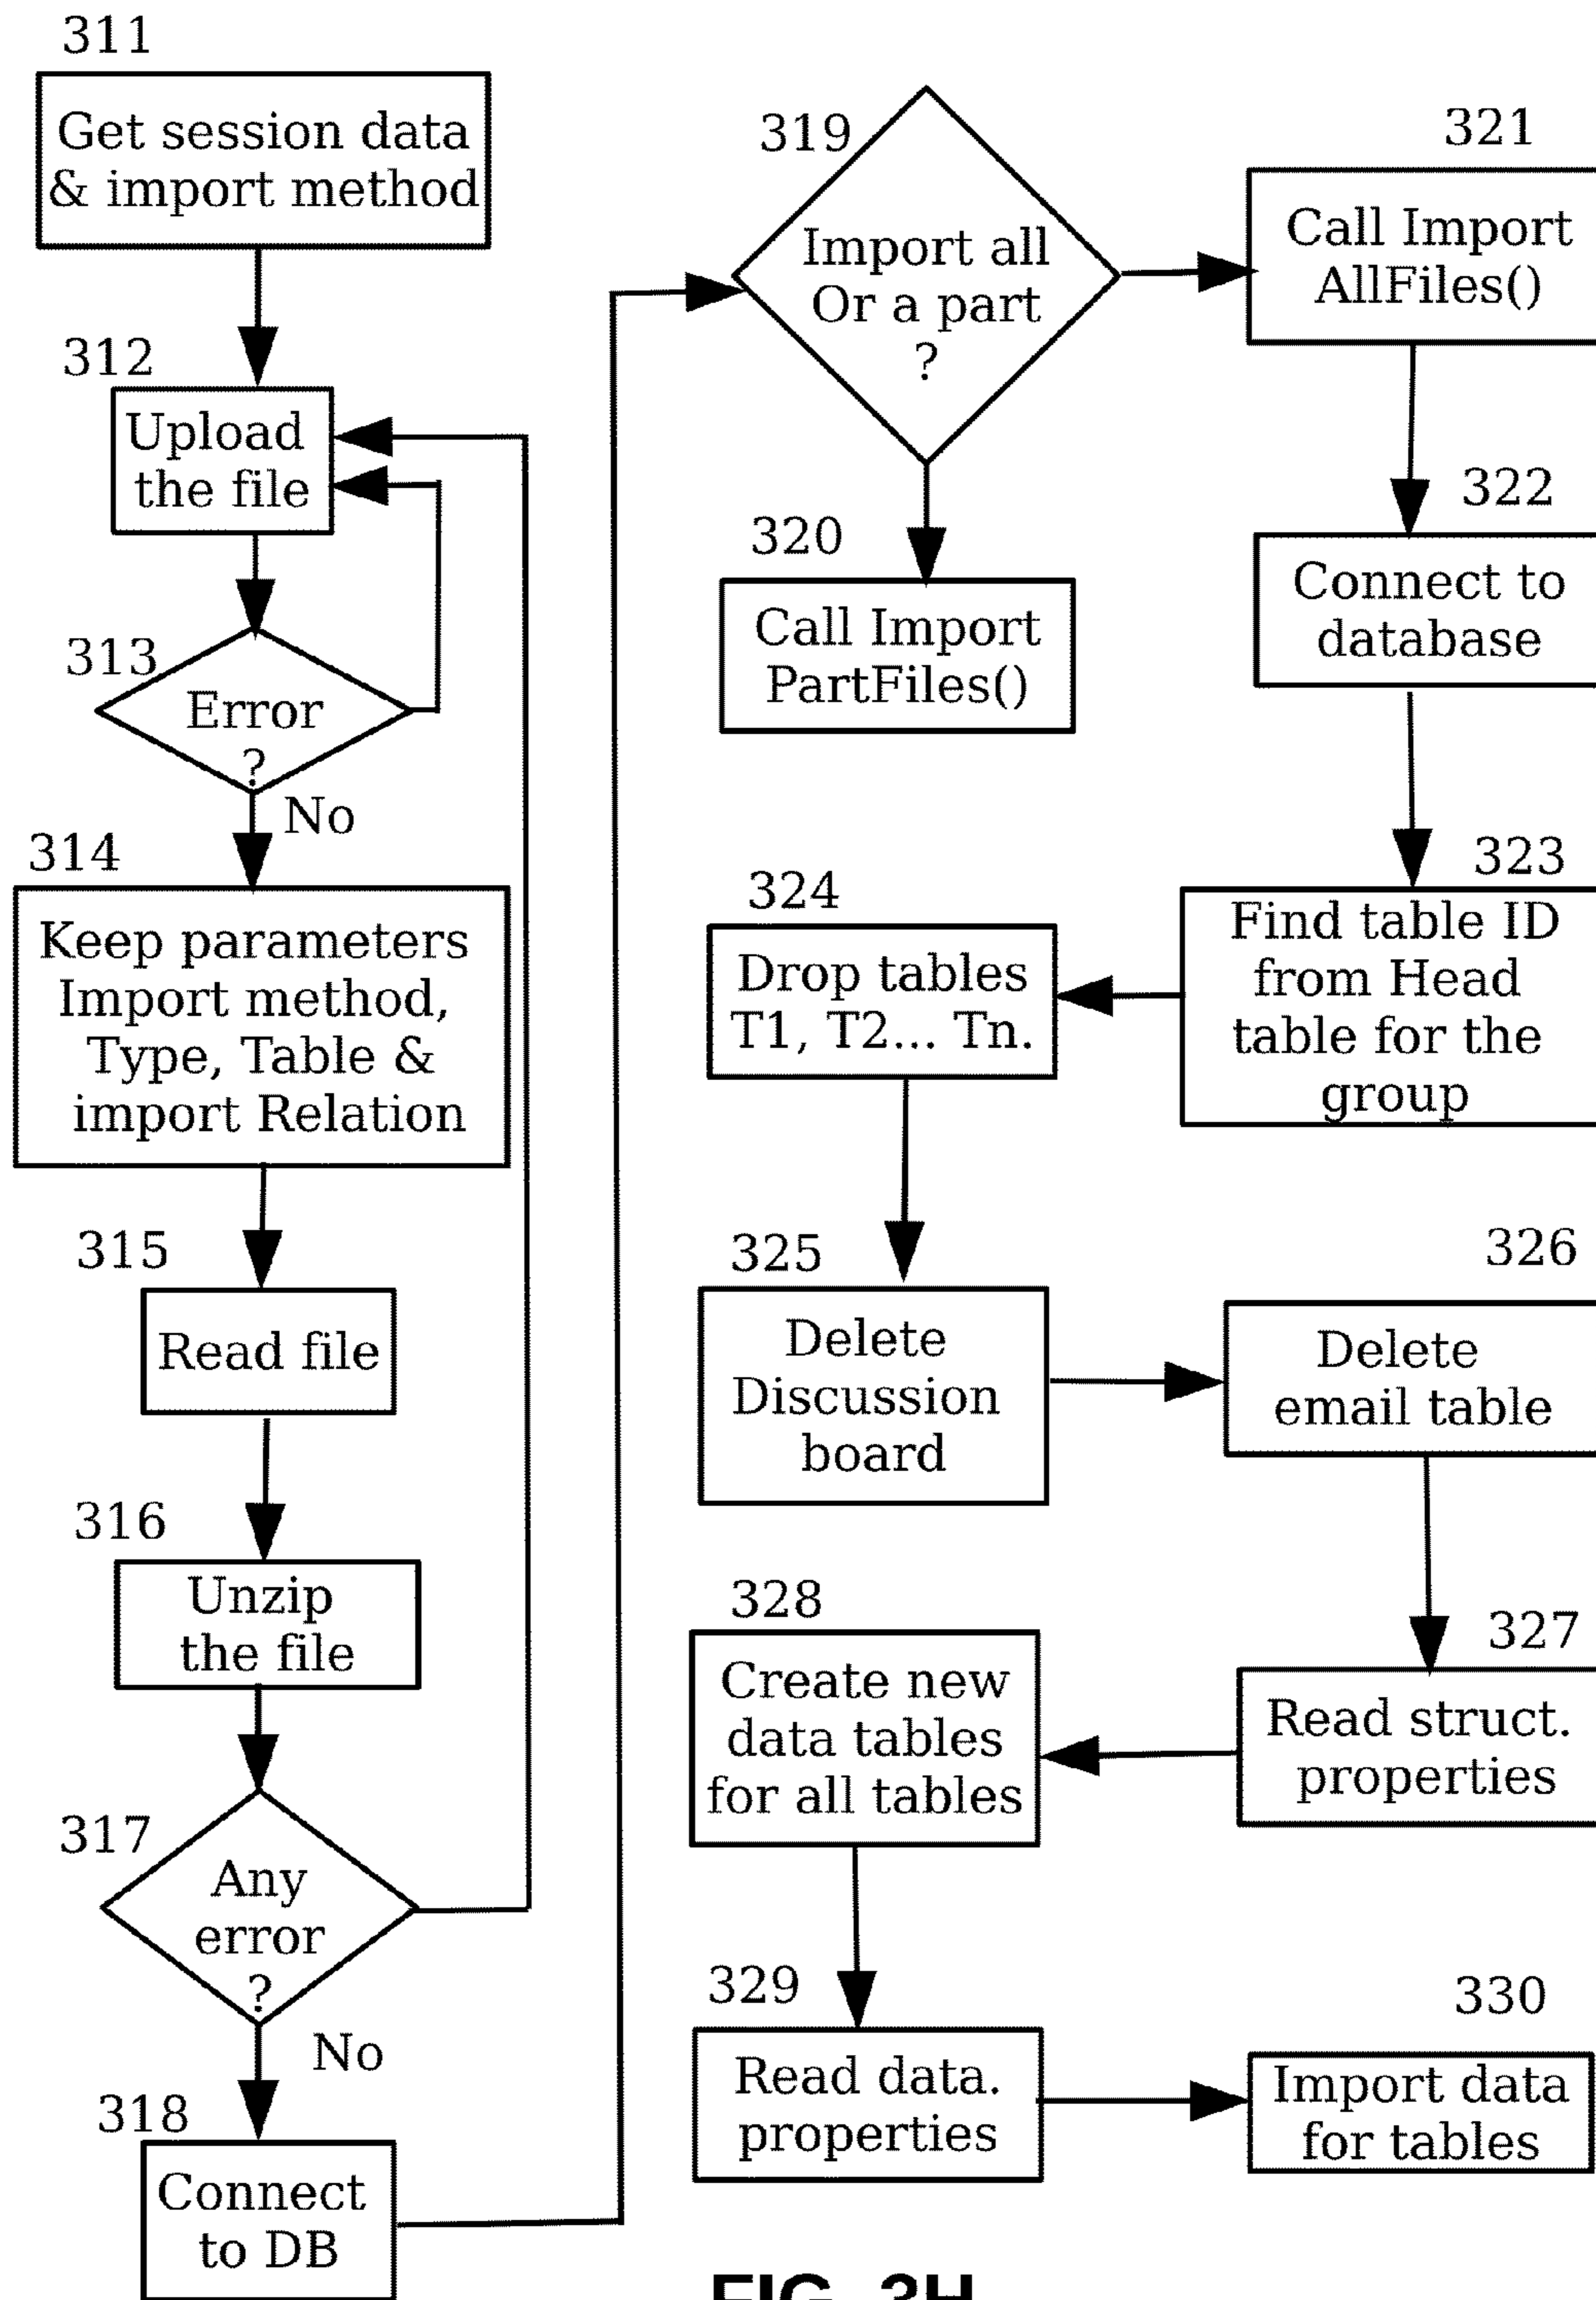 311
Get session data
& import method
312
Upload
the file
313
Error
?
No
314
Keep parameters
Import method,
Type, Table &
import Relation
315
Read file
316
Unzip
the file
317
Any
error
?
No
318
Connect
to DB
319
Import all
Or a part
?
320
Call Import
PartFiles()
321
Call Import
AllFiles()
322
Connect to
database
323
Find table ID
from Head
table for the
group
324
Drop tables
T1, T2... Tn.
325
Delete
Discussion
board
326
Delete
email table
327
Read struct.
properties
328
Create new
data tables
for all tables
329
Read data.
properties
330
Import data
for tables
FIG. 3H